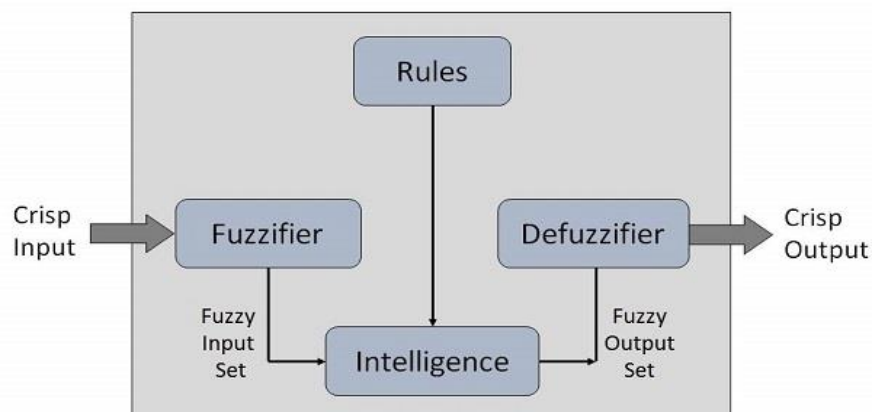 Rules
Crisp
Input
Fuzzifier
Defuzzifier
Crisp
Output
Fuzzy
Input
Set
Intelligence
Fuzzy
Output
Set